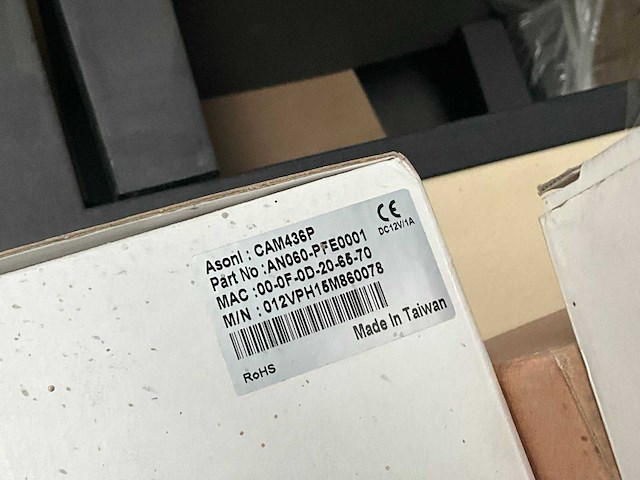 Asoni : CAM436P
Part No : AN060-PFE0001
MAC : 00-0F-0D-20-65-70
M/N : 012VPH15M860078
CE
DC12V/1A
Made In Taiwan
RoHS